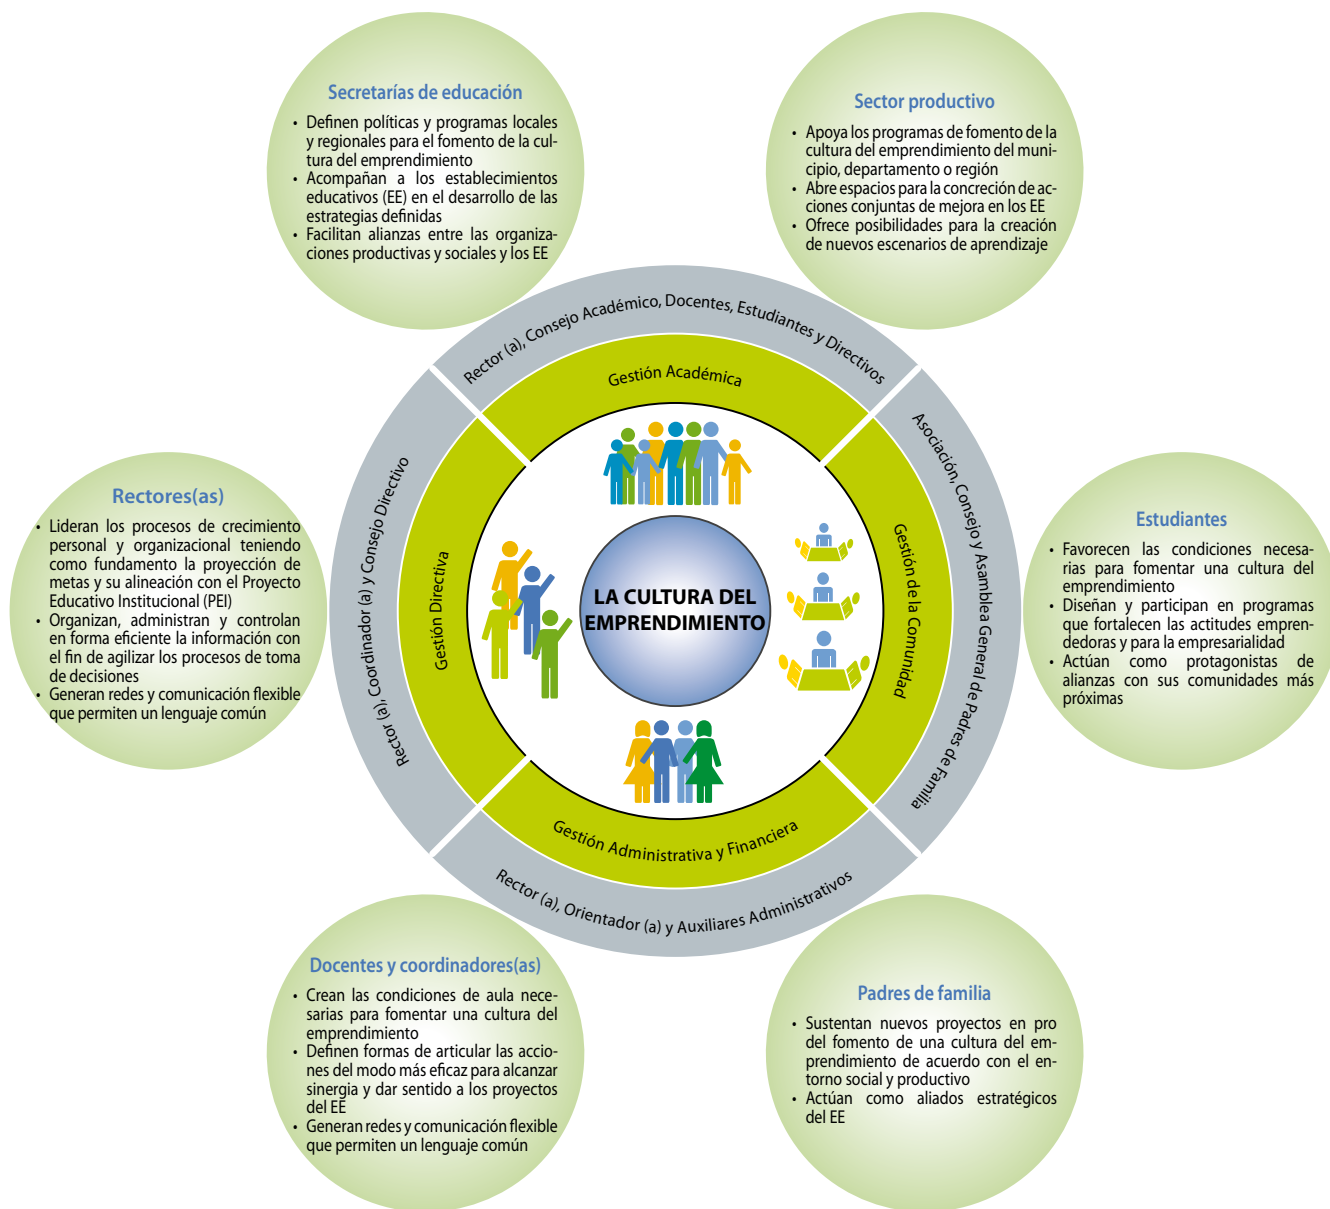 Secretarías de educación
• Definen políticas y programas locales
y regionales para el fomento de la cul-
tura del emprendimiento
• Acompañan a los establecimientos
educativos (EE) en el desarrollo de las
estrategias definidas
• Facilitan alianzas entre las organiza-
ciones productivas y sociales y los EE
Sector productivo
• Apoya los programas de fomento de la
cultura del emprendimiento del muni-
cipio, departamento o región
• Abre espacios para la concreción de ac-
ciones conjuntas de mejora en los EE
• Ofrece posibilidades para la creación
de nuevos escenarios de aprendizaje
Rector (a), Consejo Académico, Docentes, Estudiantes y Directivos
Gestión Académica
Rectores(as)
• Lideran los procesos de crecimiento
personal y organizacional teniendo
como fundamento la proyección de
metas y su alineación con el Proyecto
Educativo Institucional (PEI)
• Organizan, administran y controlan
en forma eficiente la información con
el fin de agilizar los procesos de toma
de decisiones
• Generan redes y comunicación flexible
que permiten un lenguaje común
Rector (a), Coordinador (a) y Consejo Directivo
Gestión Directiva
LA CULTURA DEL
EMPRENDIMIENTO
Gestión de la Comunidad
Asociación, Consejo y Asamblea General de Padres de Familia
Estudiantes
• Favorecen las condiciones necesa-
rias para fomentar una cultura del
emprendimiento
• Diseñan y participan en programas
que fortalecen las actitudes empren-
dedoras y para la empresarialidad
• Actúan como protagonistas de
alianzas con sus comunidades más
próximas
Gestión Administrativa y Financiera
Rector (a), Orientador (a) y Auxiliares Administrativos
Docentes y coordinadores(as)
• Crean las condiciones de aula nece-
sarias para fomentar una cultura del
emprendimiento
• Definen formas de articular las accio-
nes del modo más eficaz para alcanzar
sinergia y dar sentido a los proyectos
del EE
• Generan redes y comunicación flexible
que permiten un lenguaje común
Padres de familia
• Sustentan nuevos proyectos en pro
del fomento de una cultura del em-
prendimiento de acuerdo con el en-
torno social y productivo
• Actúan como aliados estratégicos
del EE